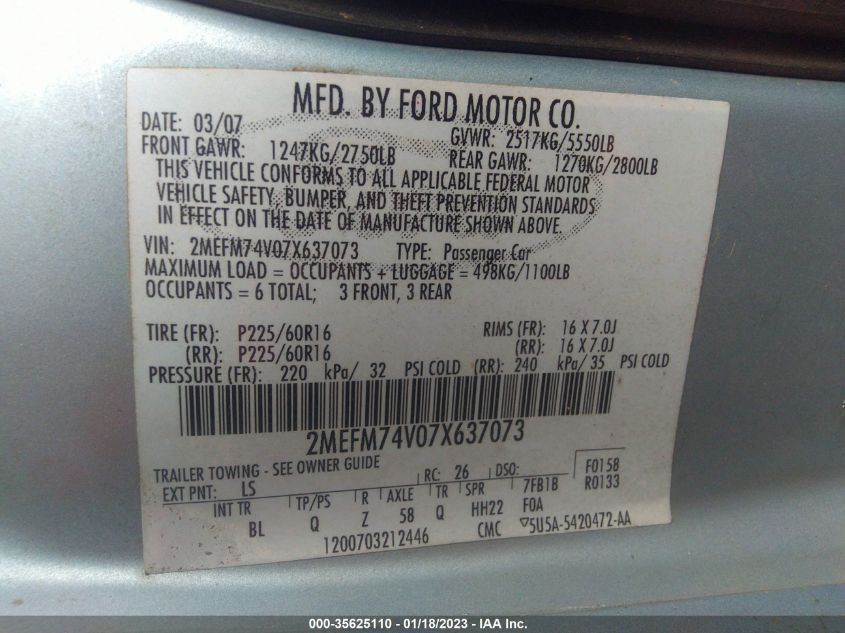 MFD. BY FORD MOTOR CO.
DATE: 03/07 GVWR: 2517KG/5550LB
FRONT GAWR: 1247KG/2750LB REAR GAWR: 1270KG/2800LB
THIS VEHICLE CONFORMS TO ALL APPLICABLE FEDERAL MOTOR
VEHICLE SAFETY, BUMPER, AND THEFT PREVENTION STANDARDS
IN EFFECT ON THE DATE OF MANUFACTURE SHOWN ABOVE.
VIN: 2MEFM74V07X637073 TYPE: Passenger Car
MAXIMUM LOAD = OCCUPANTS + LUGGAGE = 498KG/1100LB
OCCUPANTS = 6 TOTAL; 3 FRONT, 3 REAR
TIRE (FR): P225/60R16 RIMS (FR): 16 X 7.0J
(RR): P225/60R16 (RR): 16 X 7.0J
PRESSURE (FR): 220 kPa/ 32 PSI COLD (RR): 240 kPa/ 35 PSI COLD
2MEFM74V07X637073
TRAILER TOWING - SEE OWNER GUIDE
EXT PNT: LS RC: 26 DSO: F0158
INT TR TP/PS R AXLE TR SPR 7FB1B R0133
BL Q Z 58 Q HH22 FOA
1200703212446 CMC ▽5U5A-5420472-AA
000-35625110 - 01/18/2023 - IAA Inc.